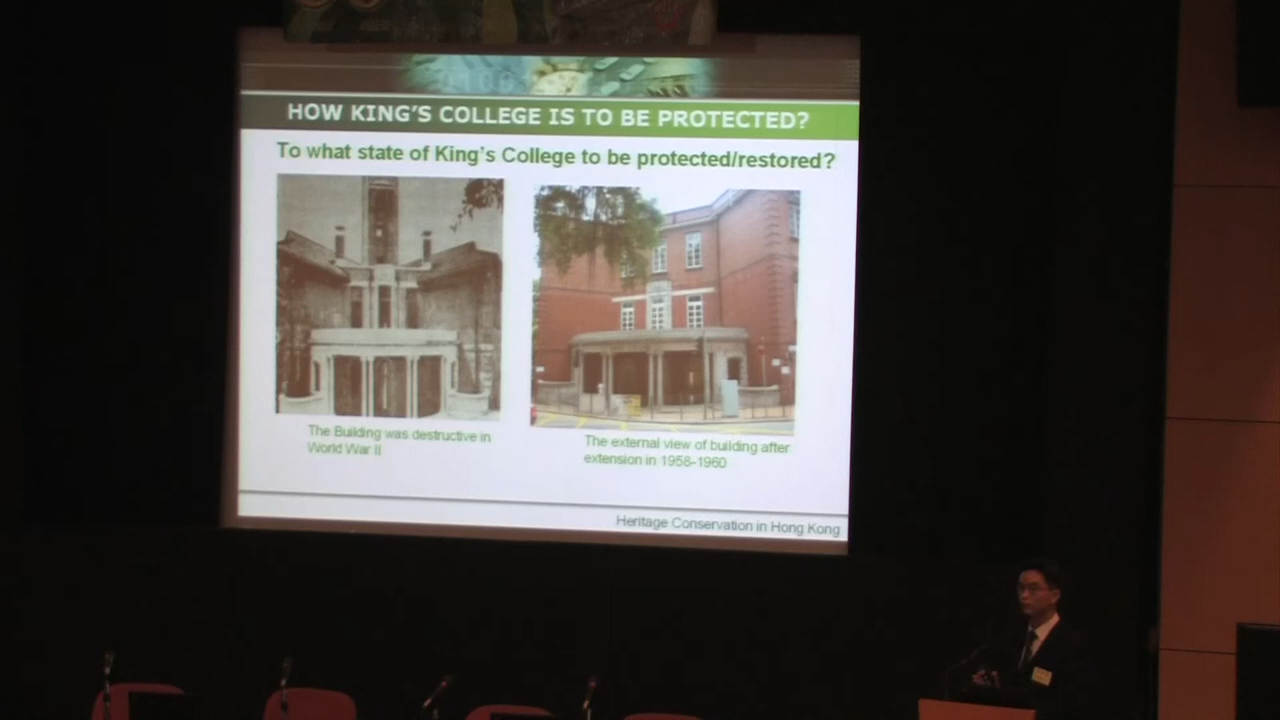 HOW KING'S COLLEGE IS TO BE PROTECTED?
To what state of King's College to be protected/restored?
The Building was destructive in
World War II
The external view of building after
extension in 1958-1960
Heritage Conservation in Hong Kong